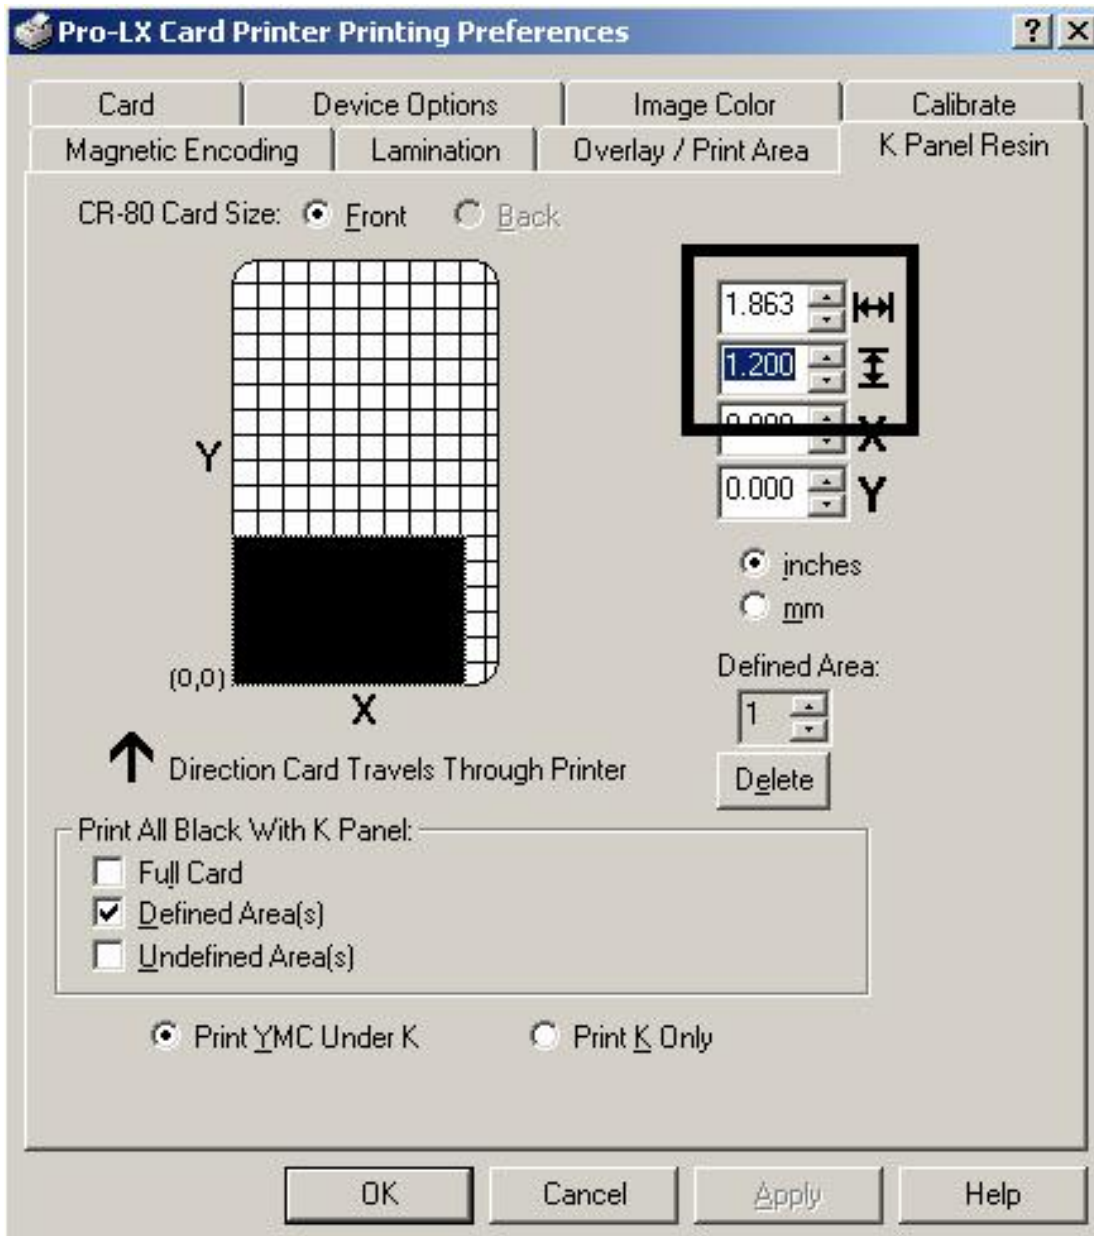 Pro-LX Card Printer Printing Preferences
Card Device Options Image Color Calibrate
Magnetic Encoding Lamination Overlay / Print Area K Panel Resin
CR-80 Card Size: Front Back
1.863
1.200
0.000 X
Y
0.000 Y
inches
mm
(0,0)
Defined Area:
X
1
Direction Card Travels Through Printer
Delete
Print All Black With K Panel:
Full Card
Defined Area(s)
Undefined Area(s)
Print YMC Under K Print K Only
OK Cancel Apply Help